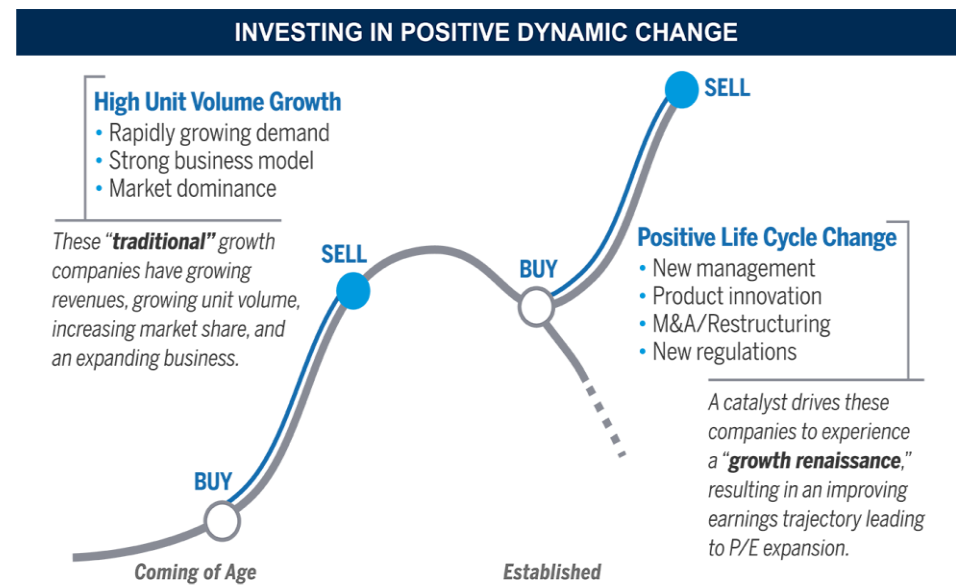 INVESTING IN POSITIVE DYNAMIC CHANGE
High Unit Volume Growth
• Rapidly growing demand
• Strong business model
• Market dominance
These “traditional” growth
companies have growing
revenues, growing unit volume,
increasing market share, and
an expanding business.
BUY
SELL
BUY
SELL
Positive Life Cycle Change
• New management
• Product innovation
• M&A/Restructuring
• New regulations
A catalyst drives these
companies to experience
a “growth renaissance,”
resulting in an improving
earnings trajectory leading
to P/E expansion.
Coming of Age
Established